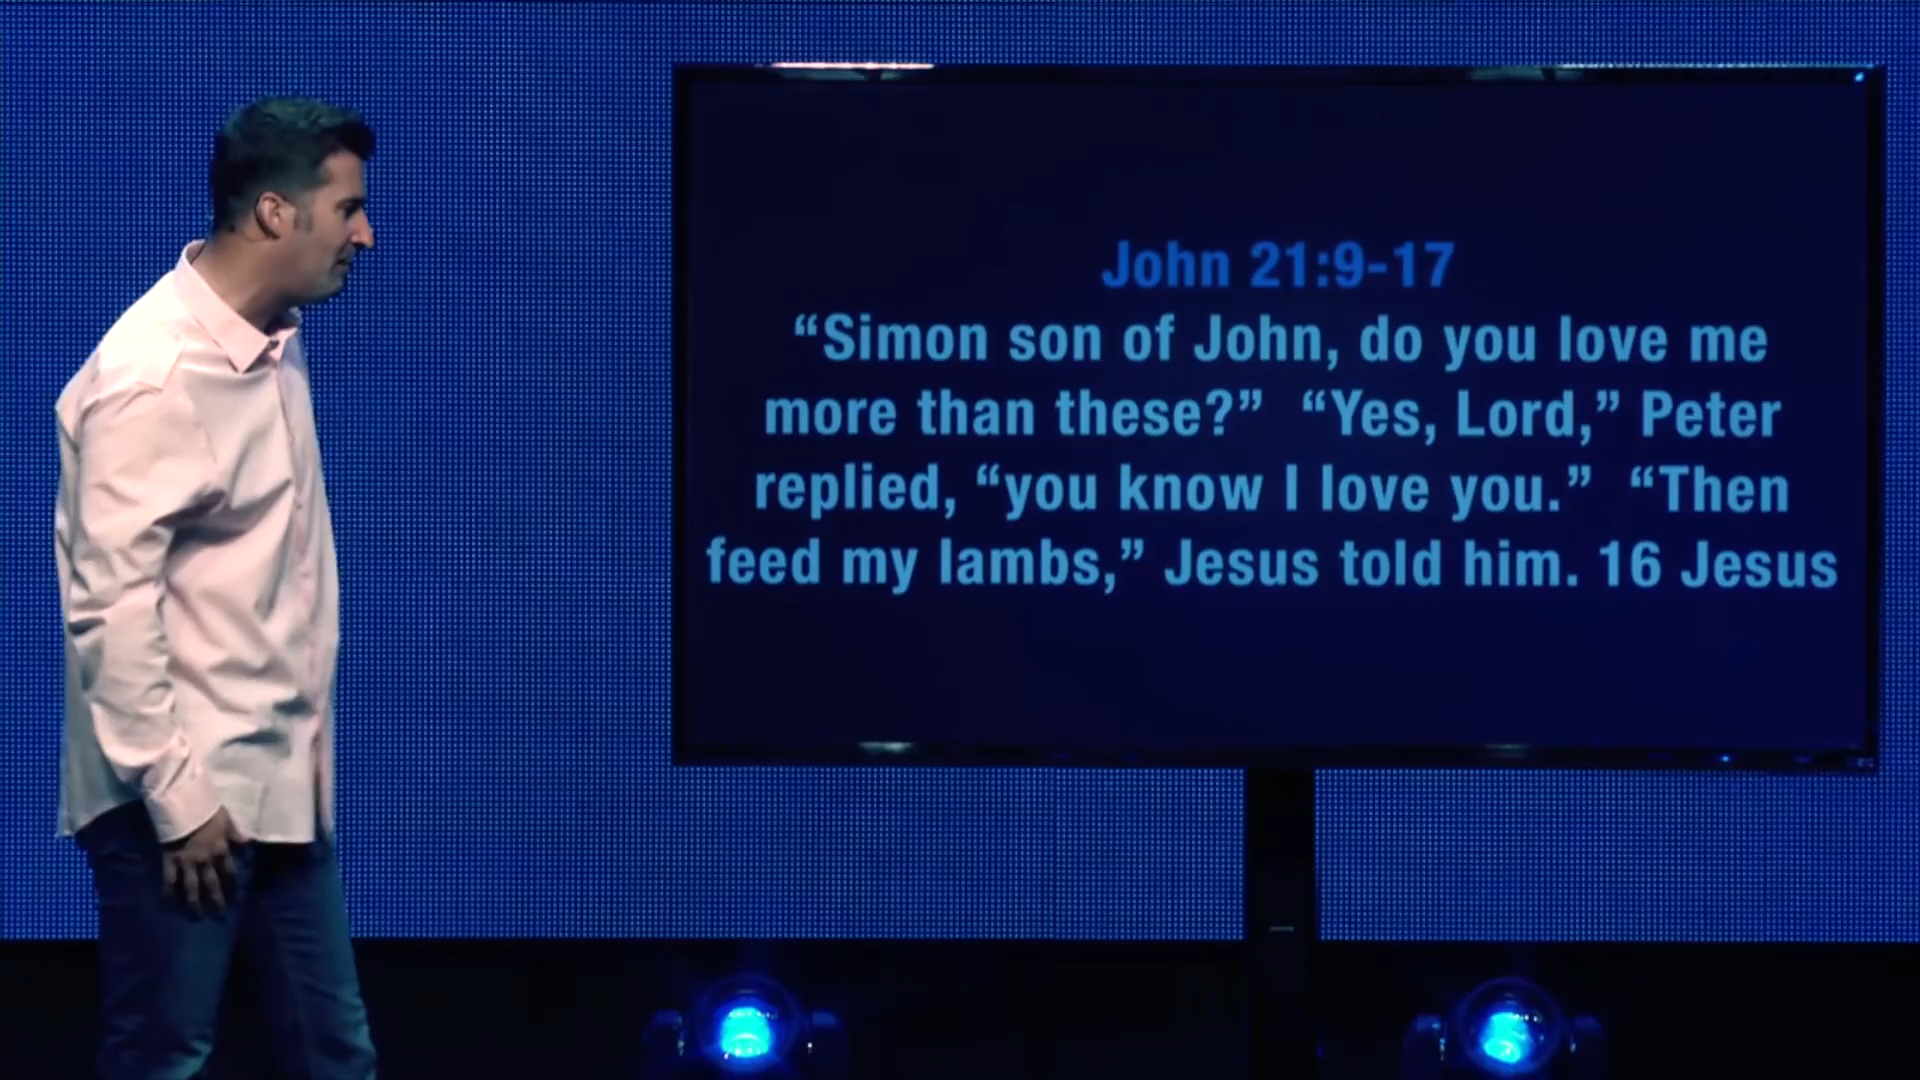 John 21:9-17
“Simon son of John, do you love me
more than these?”  “Yes, Lord,” Peter
replied, “you know I love you.”  “Then
feed my lambs,” Jesus told him. 16 Jesus